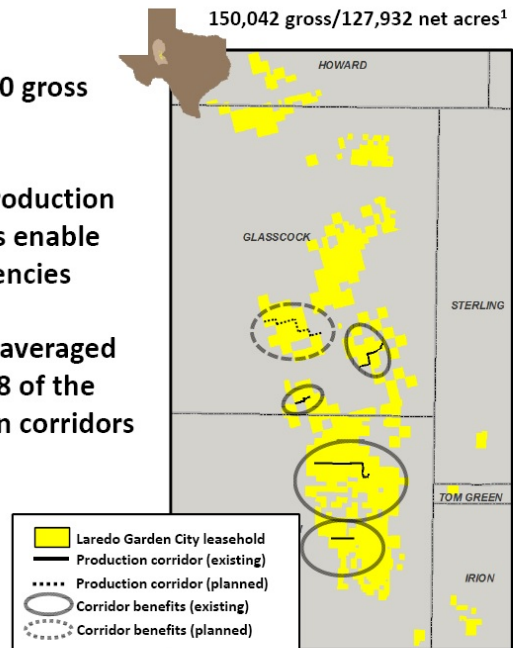 150,042 gross/127,932 net acres¹
0 gross
roduction
s enable
encies
averaged
8 of the
n corridors
HOWARD
GLASSCOCK
STERLING
TOM GREEN
IRION
Laredo Garden City leasehold
Production corridor (existing)
Production corridor (planned)
Corridor benefits (existing)
Corridor benefits (planned)